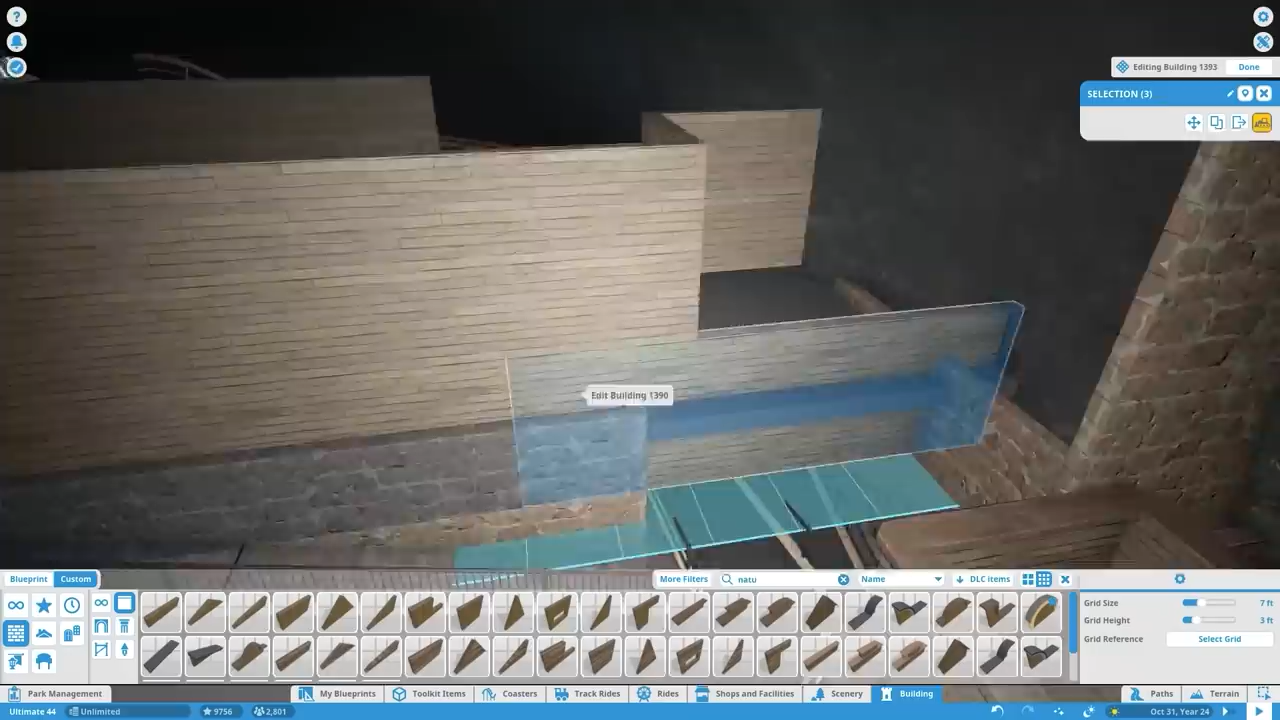 ?
Editing Building 1393 Done
SELECTION (3)
Edit Building 1390
Blueprint Custom More Filters natu Name DLC items
Grid Size 7 ft
Grid Height 3 ft
Grid Reference Select Grid
Park Management My Blueprints Toolkit Items Coasters Track Rides Rides Shops and Facilities Scenery Building Paths Terrain
Ultimate 44 Unlimited 9756 2,801 Oct 31, Year 24